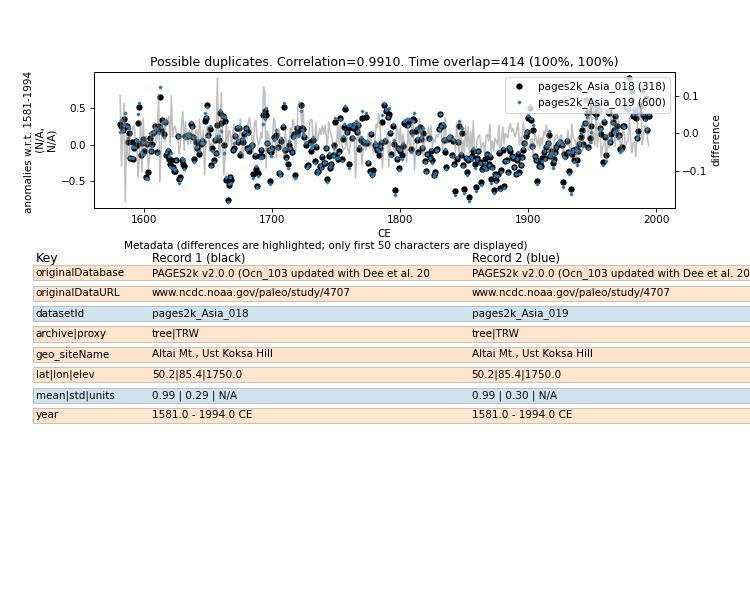 Possible duplicates. Correlation=0.9910. Time overlap=414 (100%, 100%)
anomalies w.r.t. 1581-1994
(N/A,
N/A)
0.5
0.0
−0.5
pages2k_Asia_018 (318)
pages2k_Asia_019 (600)
0.1
0.0
−0.1
difference
1600 1700 1800 1900 2000
CE
Metadata (differences are highlighted; only first 50 characters are displayed)
Key Record 1 (black) Record 2 (blue)
originalDatabase PAGES2k v2.0.0 (Ocn_103 updated with Dee et al. 20 PAGES2k v2.0.0 (Ocn_103 updated with Dee et al. 20
originalDataURL www.ncdc.noaa.gov/paleo/study/4707 www.ncdc.noaa.gov/paleo/study/4707
datasetId pages2k_Asia_018 pages2k_Asia_019
archive|proxy tree|TRW tree|TRW
geo_siteName Altai Mt., Ust Koksa Hill Altai Mt., Ust Koksa Hill
lat|lon|elev 50.2|85.4|1750.0 50.2|85.4|1750.0
mean|std|units 0.99 | 0.29 | N/A 0.99 | 0.30 | N/A
year 1581.0 - 1994.0 CE 1581.0 - 1994.0 CE